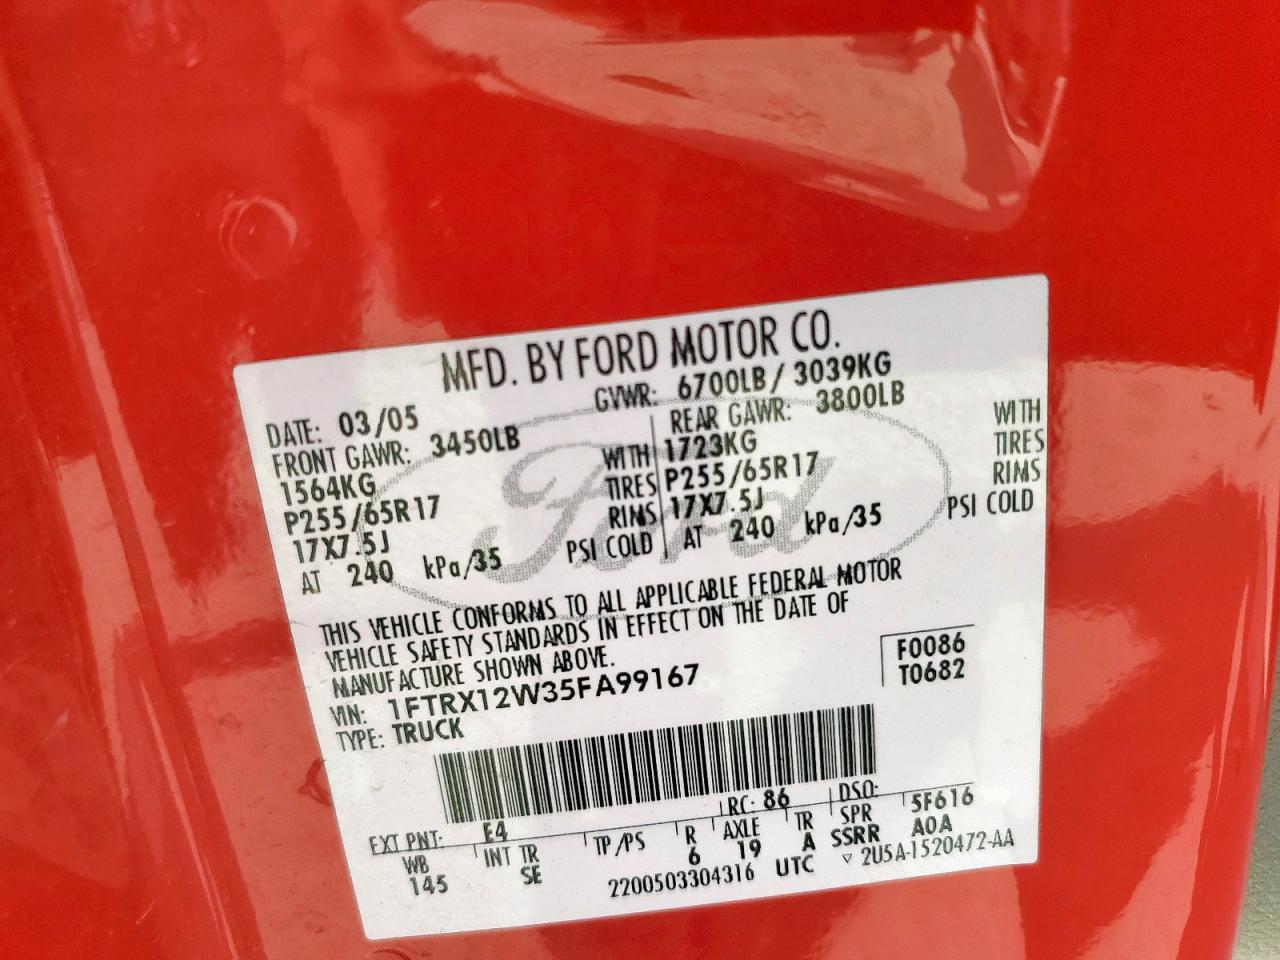 MFD. BY FORD MOTOR CO.
DATE: 03/05 GVWR: 6700LB / 3039KG
FRONT GAWR: 3450LB REAR GAWR: 3800LB
1564KG WITH 1723KG WITH
P255/65R17 TIRES P255/65R17 TIRES
17X7.5J RIMS 17X7.5J RIMS
AT 240 kPa/35 PSI COLD AT 240 kPa/35 PSI COLD
Ford
THIS VEHICLE CONFORMS TO ALL APPLICABLE FEDERAL MOTOR
VEHICLE SAFETY STANDARDS IN EFFECT ON THE DATE OF
MANUFACTURE SHOWN ABOVE.
VIN: 1FTRX12W35FA99167 F0086
TYPE: TRUCK T0682
EXT PNT: E4 RC: 86 DSO: 5F616
WB INT TR TP/PS R AXLE TR SPR A0A
145 SE 6 19 A SSRR
2200503304316 UTC ▽ 2U5A-1520472-AA